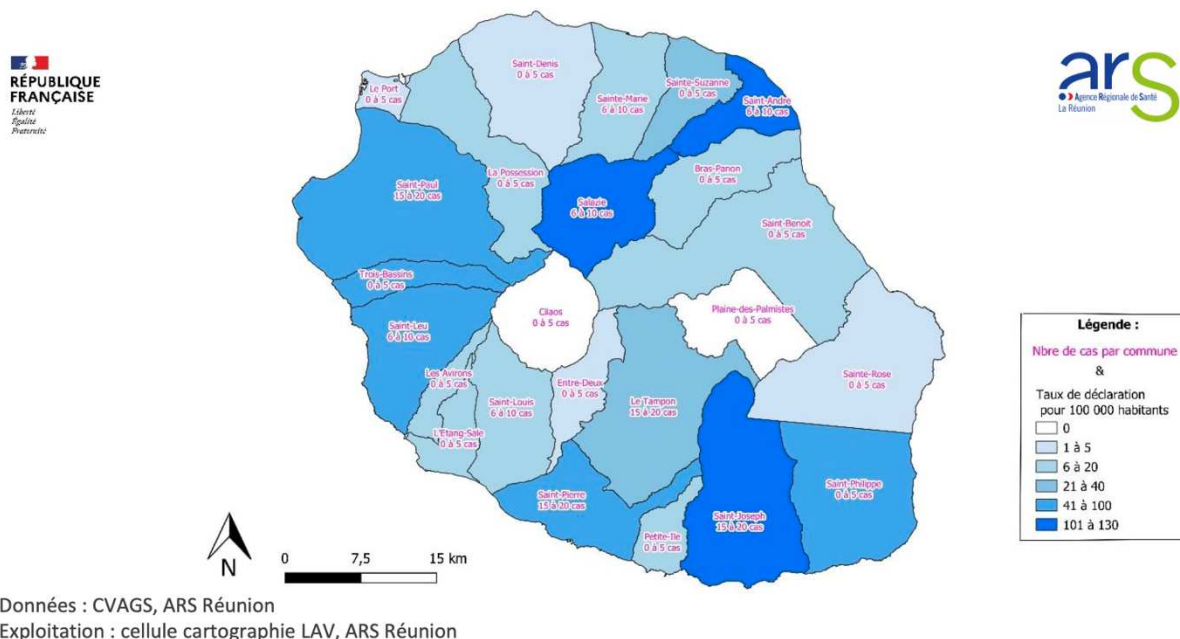 RÉPUBLIQUE
FRANÇAISE
Liberté
Égalité
Fraternité
ars
Agence Régionale de Santé
La Réunion
Saint-Denis
0 à 5 cas
Le Port
0 à 5 cas
Sainte-Marie
6 à 10 cas
Sainte-Suzanne
0 à 5 cas
Saint-André
6 à 10 cas
La Possession
0 à 5 cas
Bras-Panon
0 à 5 cas
Saint-Paul
15 à 20 cas
Salazie
6 à 10 cas
Saint-Benoit
0 à 5 cas
Trois-Bassins
0 à 5 cas
Cilaos
0 à 5 cas
Plaine-des-Palmistes
0 à 5 cas
Saint-Leu
6 à 10 cas
Les Avirons
0 à 5 cas
Entre-Deux
0 à 5 cas
Sainte-Rose
0 à 5 cas
Saint-Louis
6 à 10 cas
Le Tampon
15 à 20 cas
L'Etang-Sale
0 à 5 cas
Saint-Pierre
15 à 20 cas
Saint-Philippe
0 à 5 cas
Saint-Joseph
15 à 20 cas
Petite-Ile
0 à 5 cas
Légende :
Nbre de cas par commune
&
Taux de déclaration
pour 100 000 habitants
0
1 à 5
6 à 20
21 à 40
41 à 100
101 à 130
N
0 7,5 15 km
Données : CVAGS, ARS Réunion
Exploitation : cellule cartographie LAV, ARS Réunion